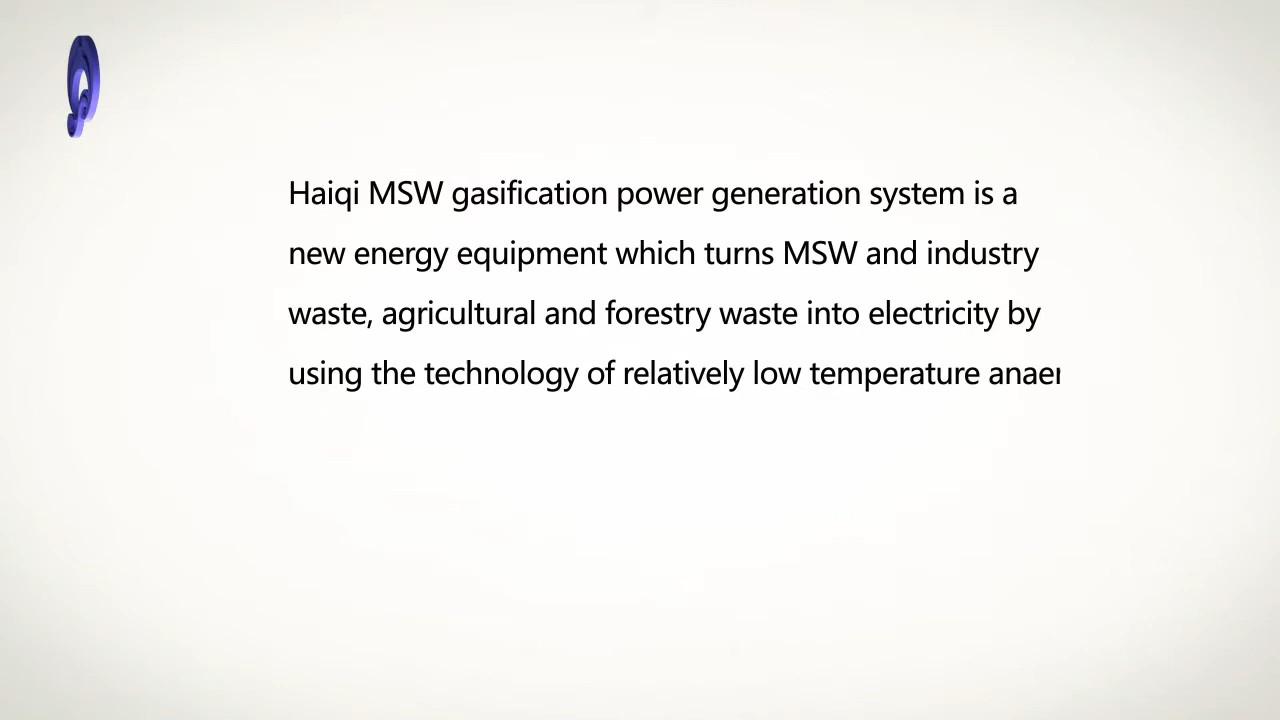 Haiqi MSW gasification power generation system is a
new energy equipment which turns MSW and industry
waste, agricultural and forestry waste into electricity by
using the technology of relatively low temperature